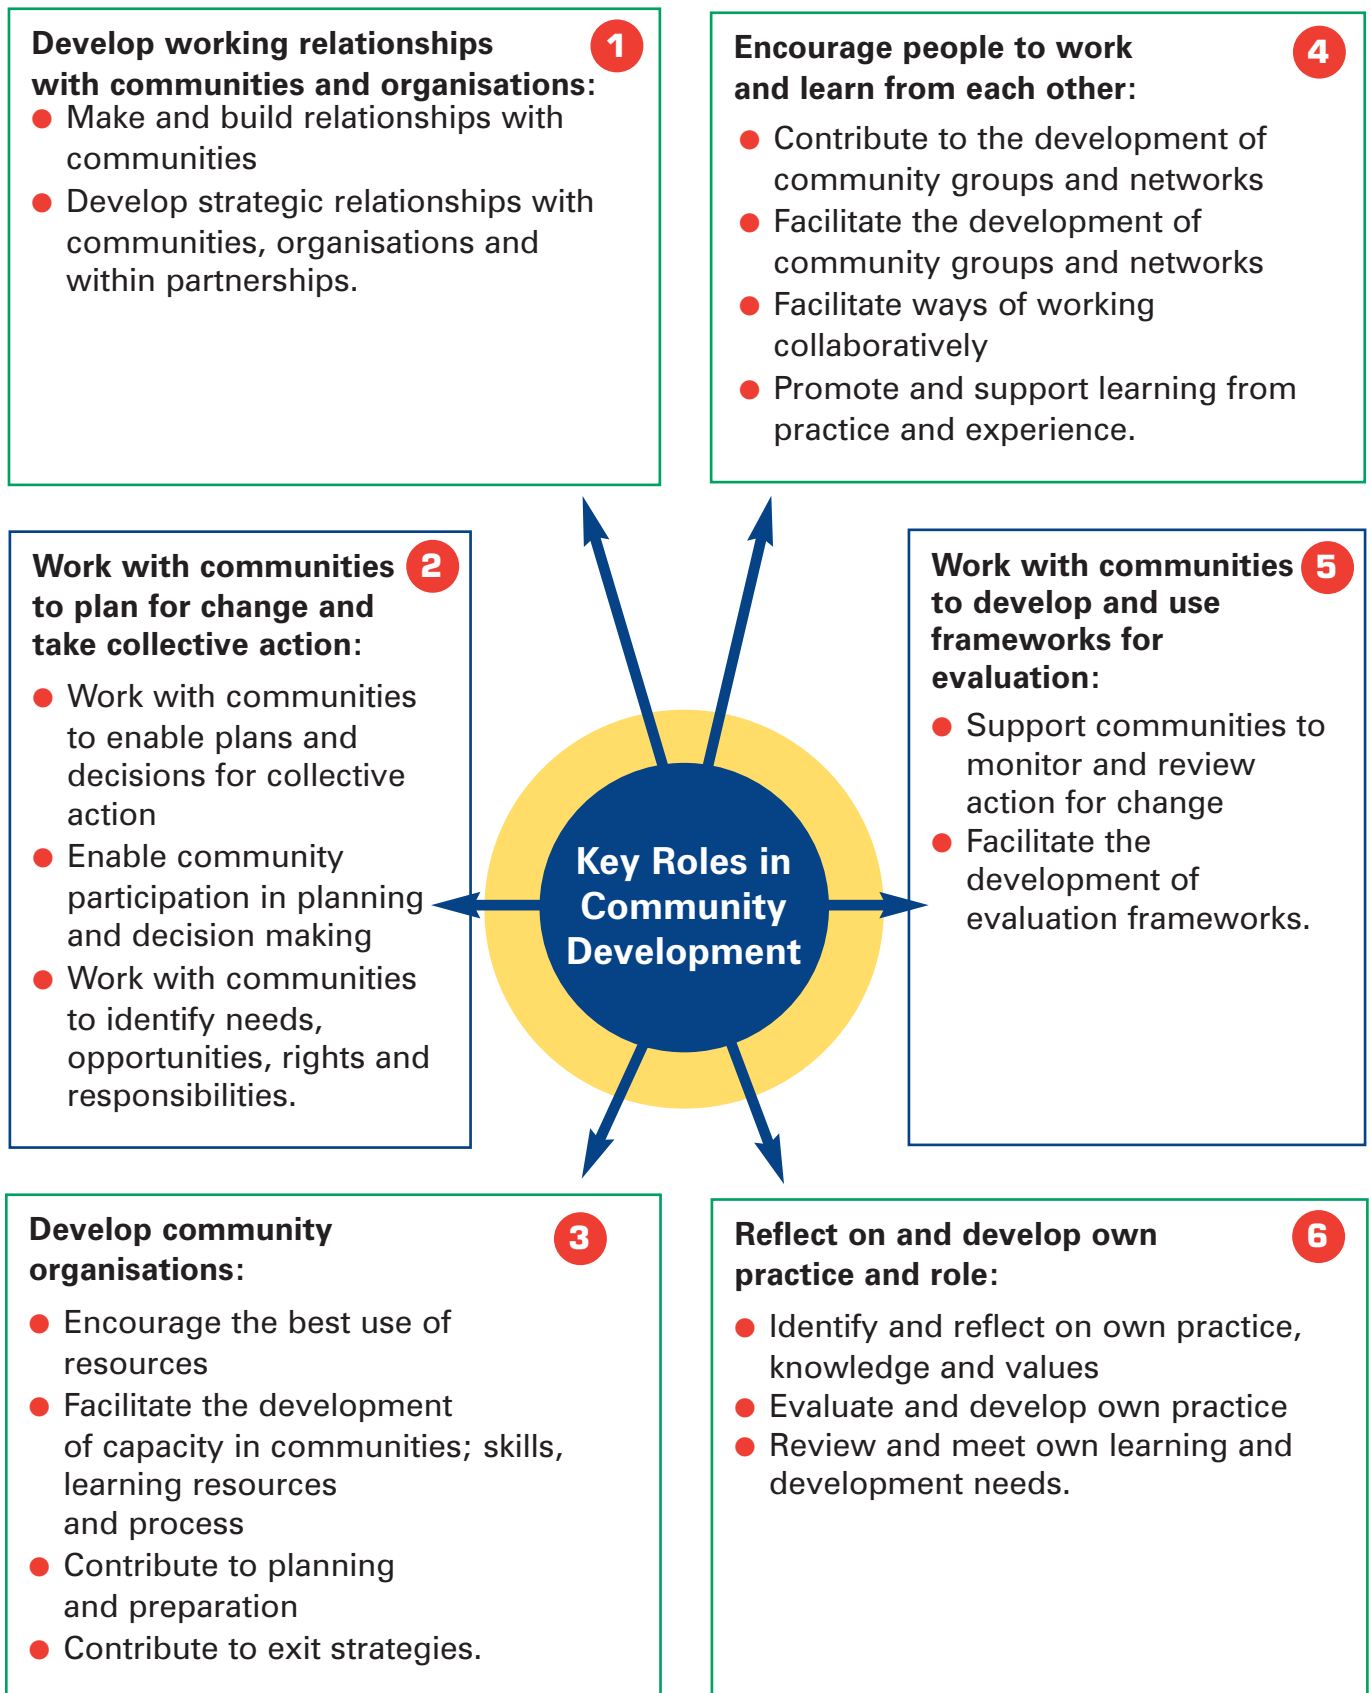 Develop working relationships
with communities and organisations:
1
● Make and build relationships with
communities
● Develop strategic relationships with
communities, organisations and
within partnerships.
Work with communities
to plan for change and
take collective action:
2
● Work with communities
to enable plans and
decisions for collective
action
● Enable community
participation in planning
and decision making
● Work with communities
to identify needs,
opportunities, rights and
responsibilities.
Develop community
organisations:
3
● Encourage the best use of
resources
● Facilitate the development
of capacity in communities; skills,
learning resources
and process
● Contribute to planning
and preparation
● Contribute to exit strategies.
Key Roles in
Community
Development
Encourage people to work
and learn from each other:
4
● Contribute to the development of
community groups and networks
● Facilitate the development of
community groups and networks
● Facilitate ways of working
collaboratively
● Promote and support learning from
practice and experience.
Work with communities
to develop and use
frameworks for
evaluation:
5
● Support communities to
monitor and review
action for change
● Facilitate the
development of
evaluation frameworks.
Reflect on and develop own
practice and role:
6
● Identify and reflect on own practice,
knowledge and values
● Evaluate and develop own practice
● Review and meet own learning and
development needs.